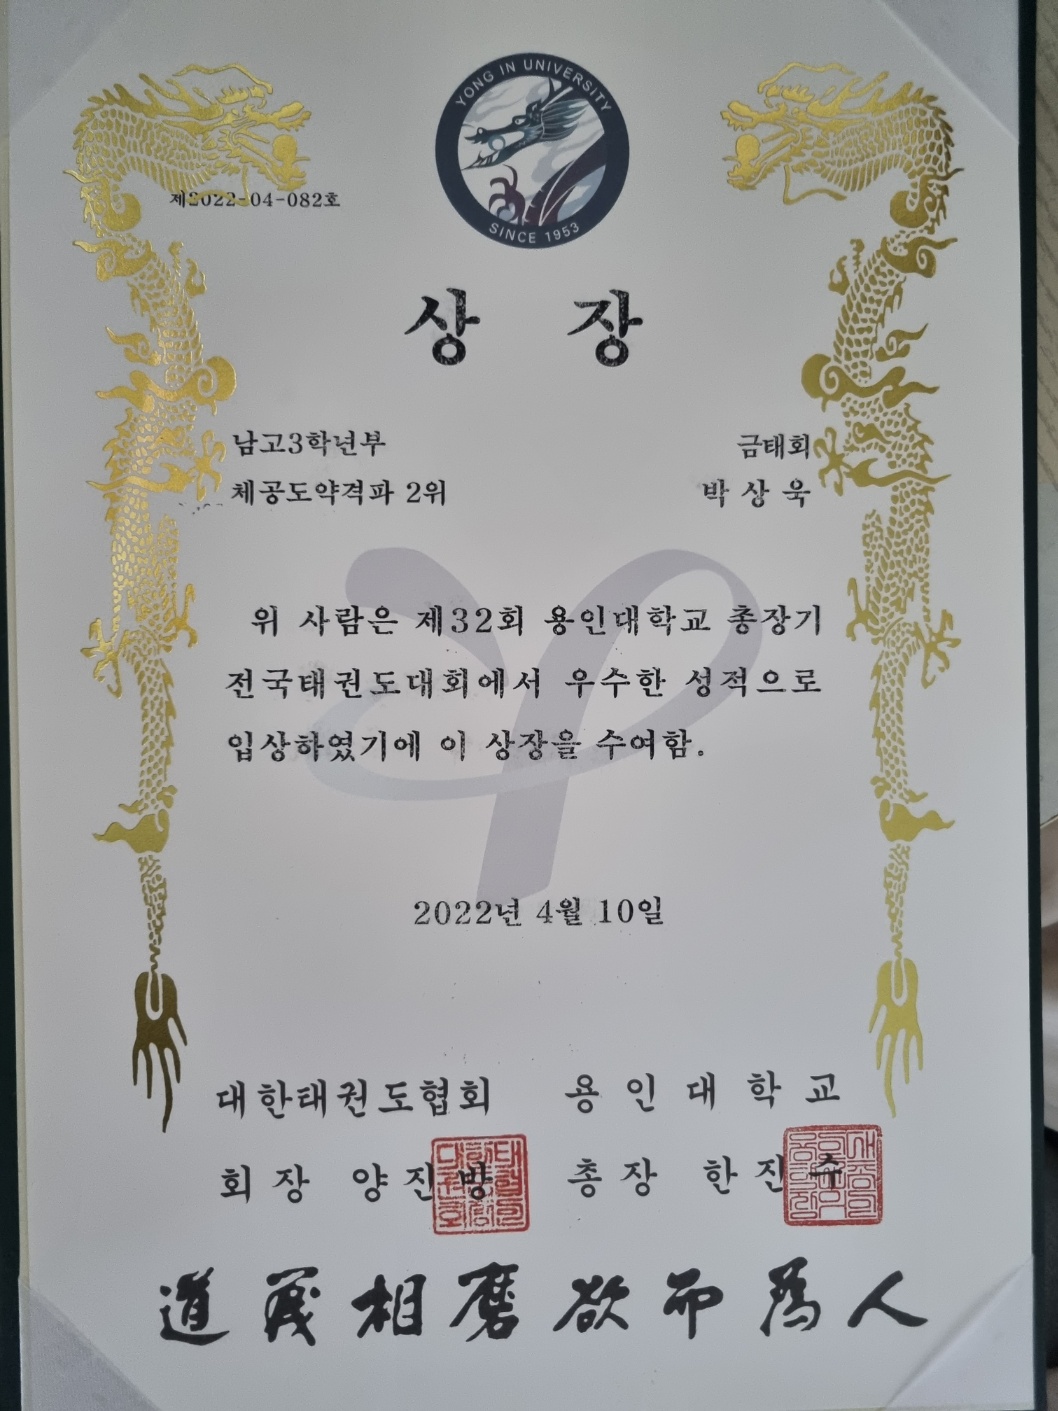 YONG IN UNIVERSITY
SINCE 1953
제2022-04-082호
상 장
남고3학년부 금태회
체공도약격파 2위 박 상 욱
위 사람은 제32회 용인대학교 총장기
전국태권도대회에서 우수한 성적으로
입상하였기에 이 상장을 수여함.
2022년 4월 10일
대한태권도협회 용 인 대 학 교
회 장 양 진 방 총 장 한 진 수
道義相磨欲而為人